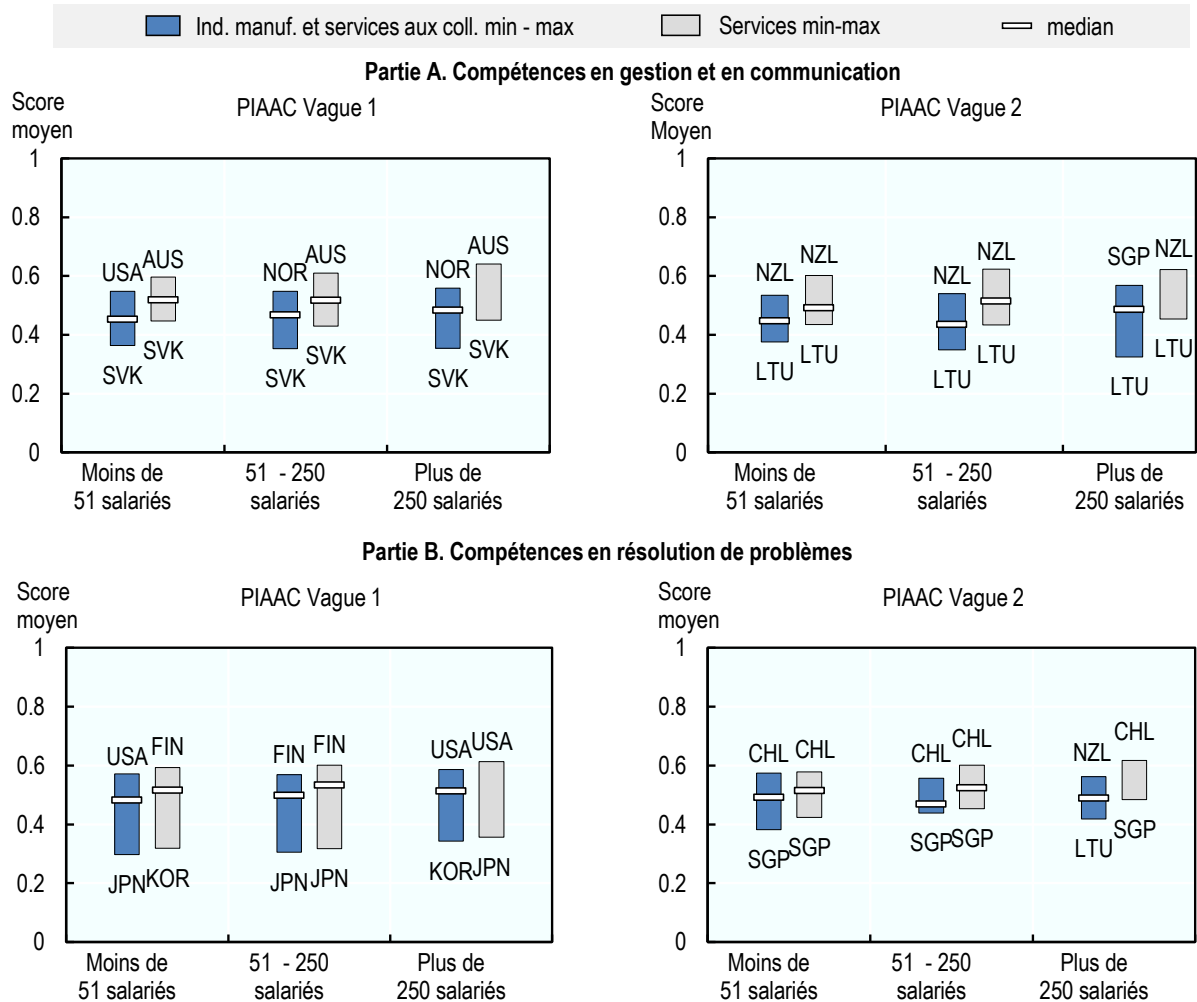 Ind. manuf. et services aux coll. min - max Services min-max median
Partie A. Compétences en gestion et en communication
Score
moyen
PIAAC Vague 1
1
0.8
0.6
0.4
0.2
0
USA AUS NOR AUS NOR AUS
SVK SVK SVK SVK SVK SVK
Moins de
51 salariés
51 - 250
salariés
Plus de
250 salariés
Score
Moyen
PIAAC Vague 2
1
0.8
0.6
0.4
0.2
0
NZL NZL NZL NZL SGP NZL
LTU LTU LTU LTU LTU LTU
Moins de
51 salariés
51 - 250
salariés
Plus de
250 salariés
Partie B. Compétences en résolution de problèmes
Score
moyen
PIAAC Vague 1
1
0.8
0.6
0.4
0.2
0
USA FIN FIN FIN USA USA
JPN KOR JPN JPN KOR JPN
Moins de
51 salariés
51 - 250
salariés
Plus de
250 salariés
Score
moyen
PIAAC Vague 2
1
0.8
0.6
0.4
0.2
0
CHL CHL CHL CHL NZL CHL
SGP SGP SGP SGP LTU SGP
Moins de
51 salariés
51 - 250
salariés
Plus de
250 salariés